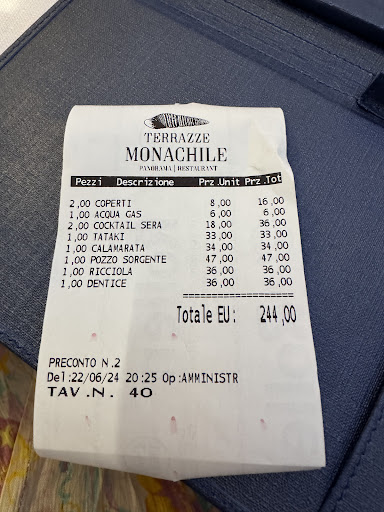 TERRAZZE
MONACHILE
PANORAMA | RESTAURANT
Pezzi Descrizione Prz.Unit Prz.Tot
2,00 COPERTI 8,00 16,00
1,00 ACQUA GAS 6,00 6,00
2,00 COCKTAIL SERA 18,00 36,00
1,00 TATAKI 33,00 33,00
1,00 CALAMARATA 34,00 34,00
1,00 POZZO SORGENTE 47,00 47,00
1,00 RICCIOLA 36,00 36,00
1,00 DENTICE 36,00 36,00
=====================
Totale EU: 244,00
PRECONTO N.2
Del:22/06/24 20:25 Op:AMMINISTR
TAV.N. 40